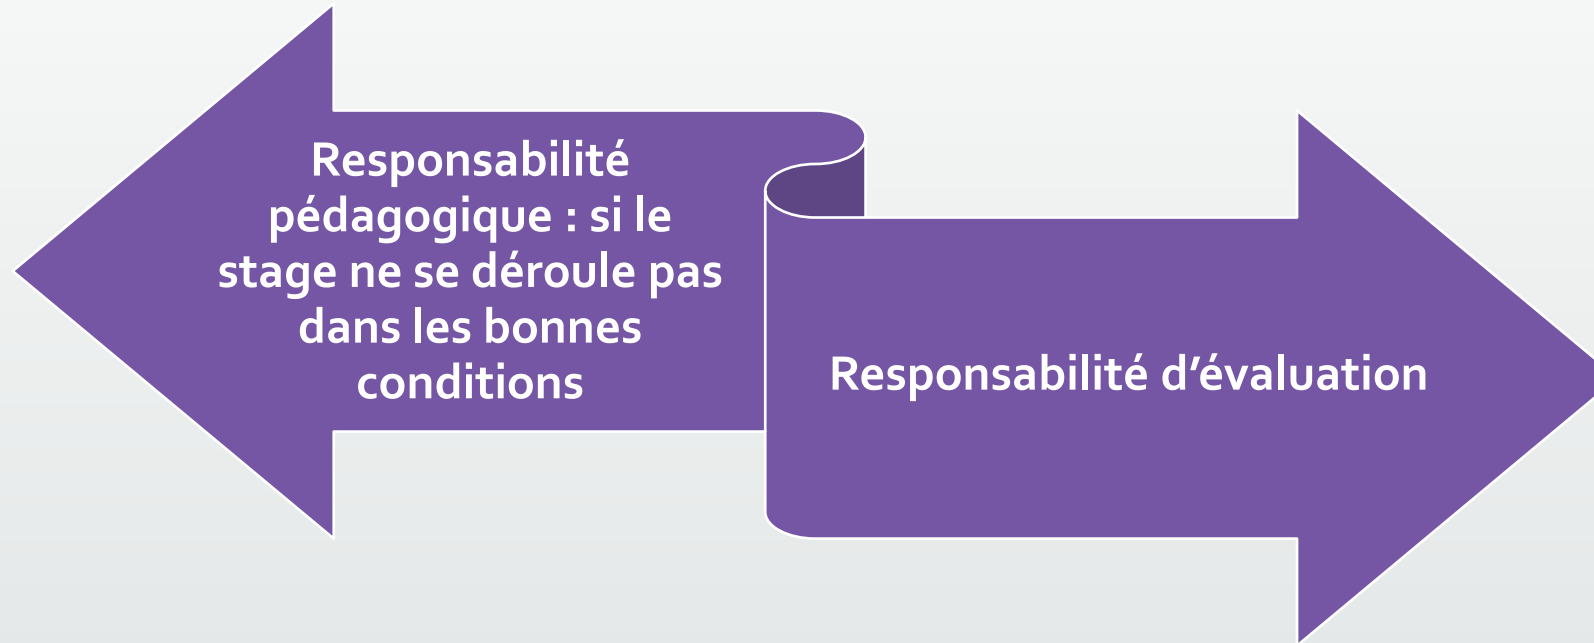 Responsabilité
pédagogique : si le
stage ne se déroule pas
dans les bonnes
conditions
Responsabilité d’évaluation